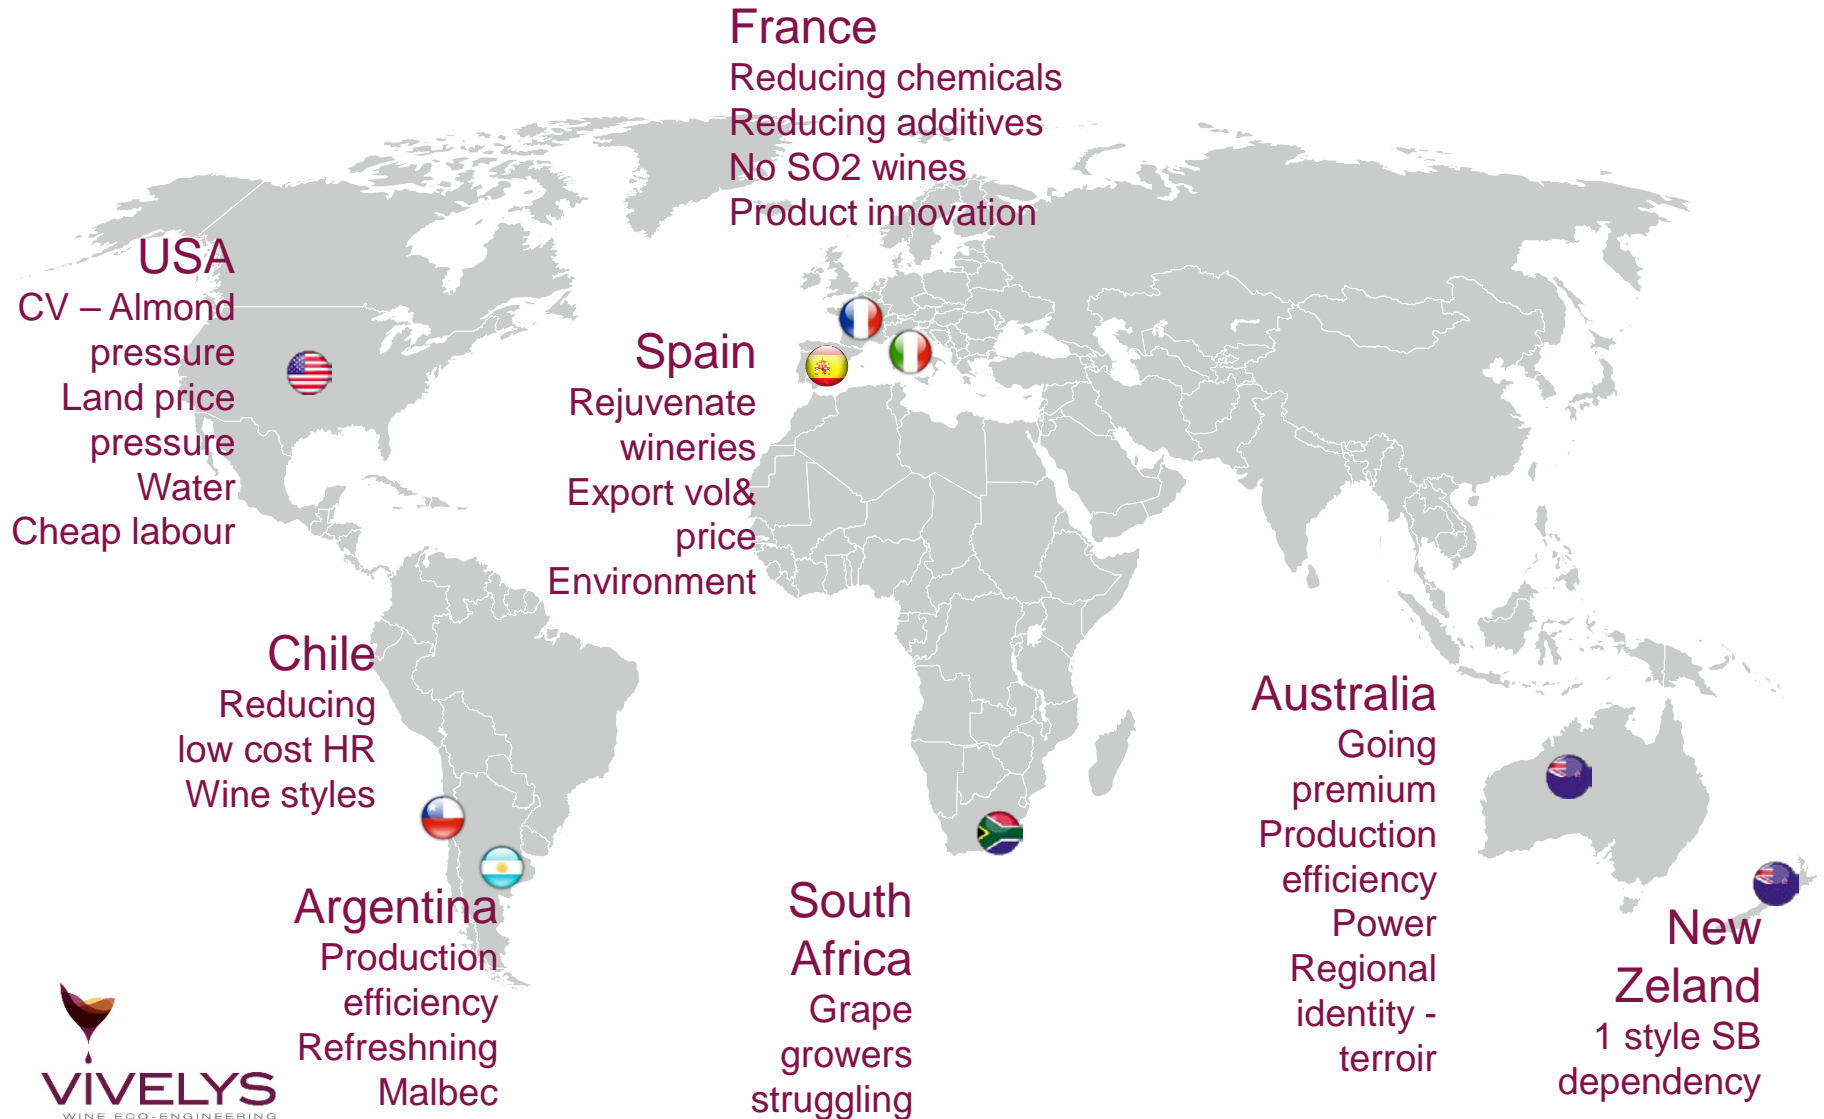 France
Reducing chemicals
Reducing additives
No SO2 wines
Product innovation
USA
CV – Almond
pressure
Land price
pressure
Water
Cheap labour
Spain
Rejuvenate
wineries
Export vol&
price
Environment
Chile
Reducing
low cost HR
Wine styles
Argentina
Production
efficiency
Refreshning
Malbec
South
Africa
Grape
growers
struggling
Australia
Going
premium
Production
efficiency
Power
Regional
identity -
terroir
New
Zeland
1 style SB
dependency
VIVELYS
WINE ECO-ENGINEERING